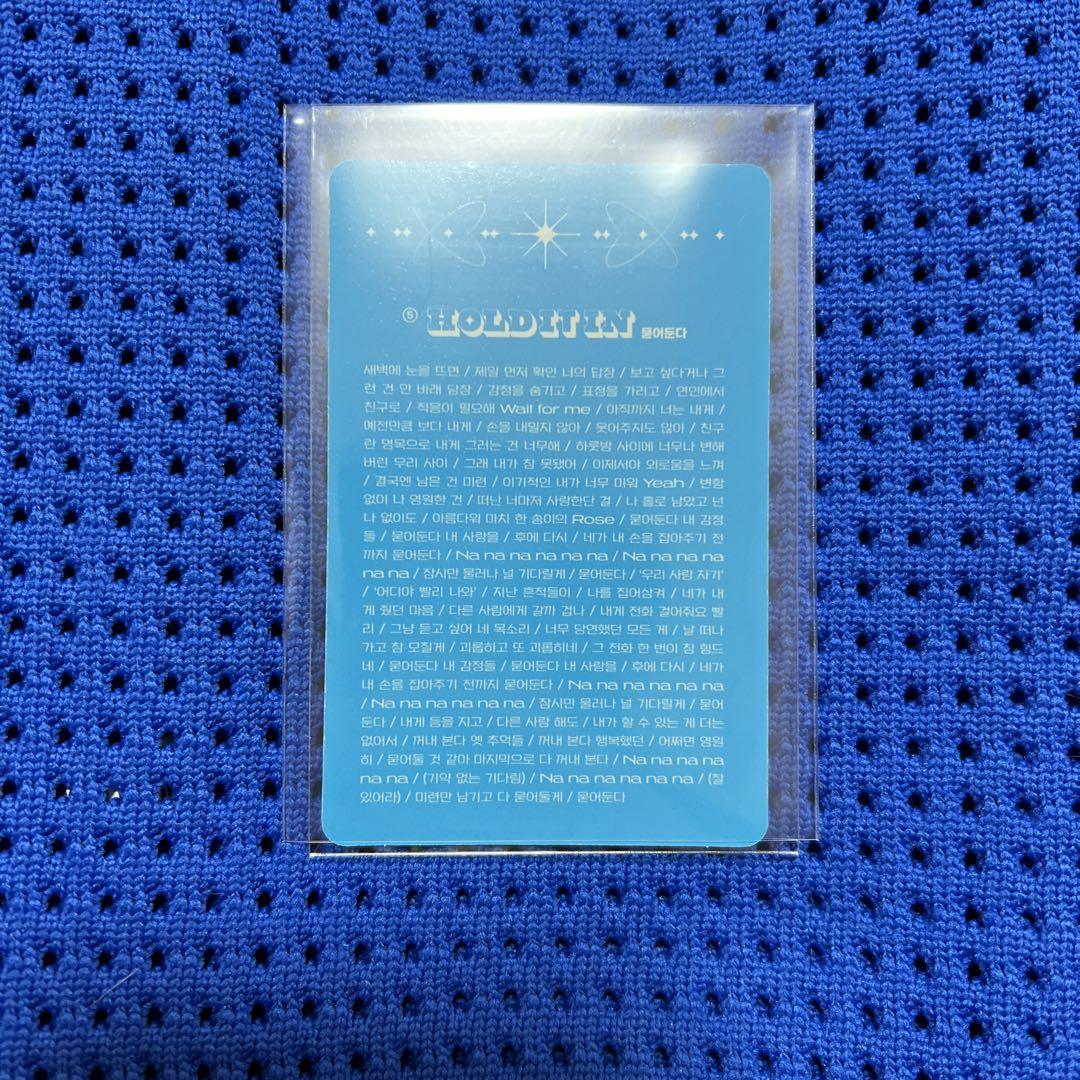 ⑤ HOLD IT IN 묻어둔다
새벽에 눈을 뜨면 / 제일 먼저 확인 너의 답장 / 보고 싶다거나 그
런 건 안 바래 답장 / 감정을 숨기고 / 표정을 가리고 / 연인에서
친구로 / 적응이 필요해 Wait for me / 아직까지 너는 내게 /
예전만큼 보다 내게 / 손을 내밀지 않아 / 웃어주지도 않아 / 친구
란 명목으로 내게 그러는 건 너무해 / 하룻밤 사이에 너무나 변해
버린 우리 사이 / 그래 내가 참 못됐어 / 이제서야 외로움을 느껴
/ 결국엔 남은 건 미련 / 이기적인 내가 너무 미워 Yeah / 변함
없이 나 영원한 건 / 떠난 너마저 사랑한단 걸 / 나 홀로 남았고 넌
나 없이도 / 아름다워 마치 한 송이의 Rose / 묻어둔다 내 감정
들 / 묻어둔다 내 사랑을 / 후에 다시 / 네가 내 손을 잡아주기 전
까지 묻어둔다 / Na na na na na na na / Na na na na na
na na / 잠시만 물러나 널 기다릴게 / 묻어둔다 / '우리 사랑 자기'
/ '어디야 빨리 나와' / 지난 흔적들이 / 나를 집어삼켜 / 네가 내
게 줬던 마음 / 다른 사람에게 갈까 겁나 / 내게 전화 걸어줘요 빨
리 / 그냥 듣고 싶어 네 목소리 / 너무 당연했던 모든 게 / 날 떠나
가고 참 모질게 / 괴롭히고 또 괴롭히네 / 그 전화 한 번이 참 힘드
네 / 묻어둔다 내 감정들 / 묻어둔다 내 사랑을 / 후에 다시 / 네가
내 손을 잡아주기 전까지 묻어둔다 / Na na na na na na na
/ Na na na na na na na / 잠시만 물러나 널 기다릴게 / 묻어
둔다 / 내게 등을 지고 / 다른 사랑 해도 / 내가 할 수 있는 게 더는
없어서 / 꺼내 본다 옛 추억들 / 꺼내 본다 행복했던 / 어쩌면 영원
히 / 묻어둘 것 같아 마지막으로 다 꺼내 본다 / Na na na na na
na na / (기약 없는 기다림) / Na na na na na na na / (잘
있어라) / 미련만 남기고 다 묻어둘게 / 묻어둔다